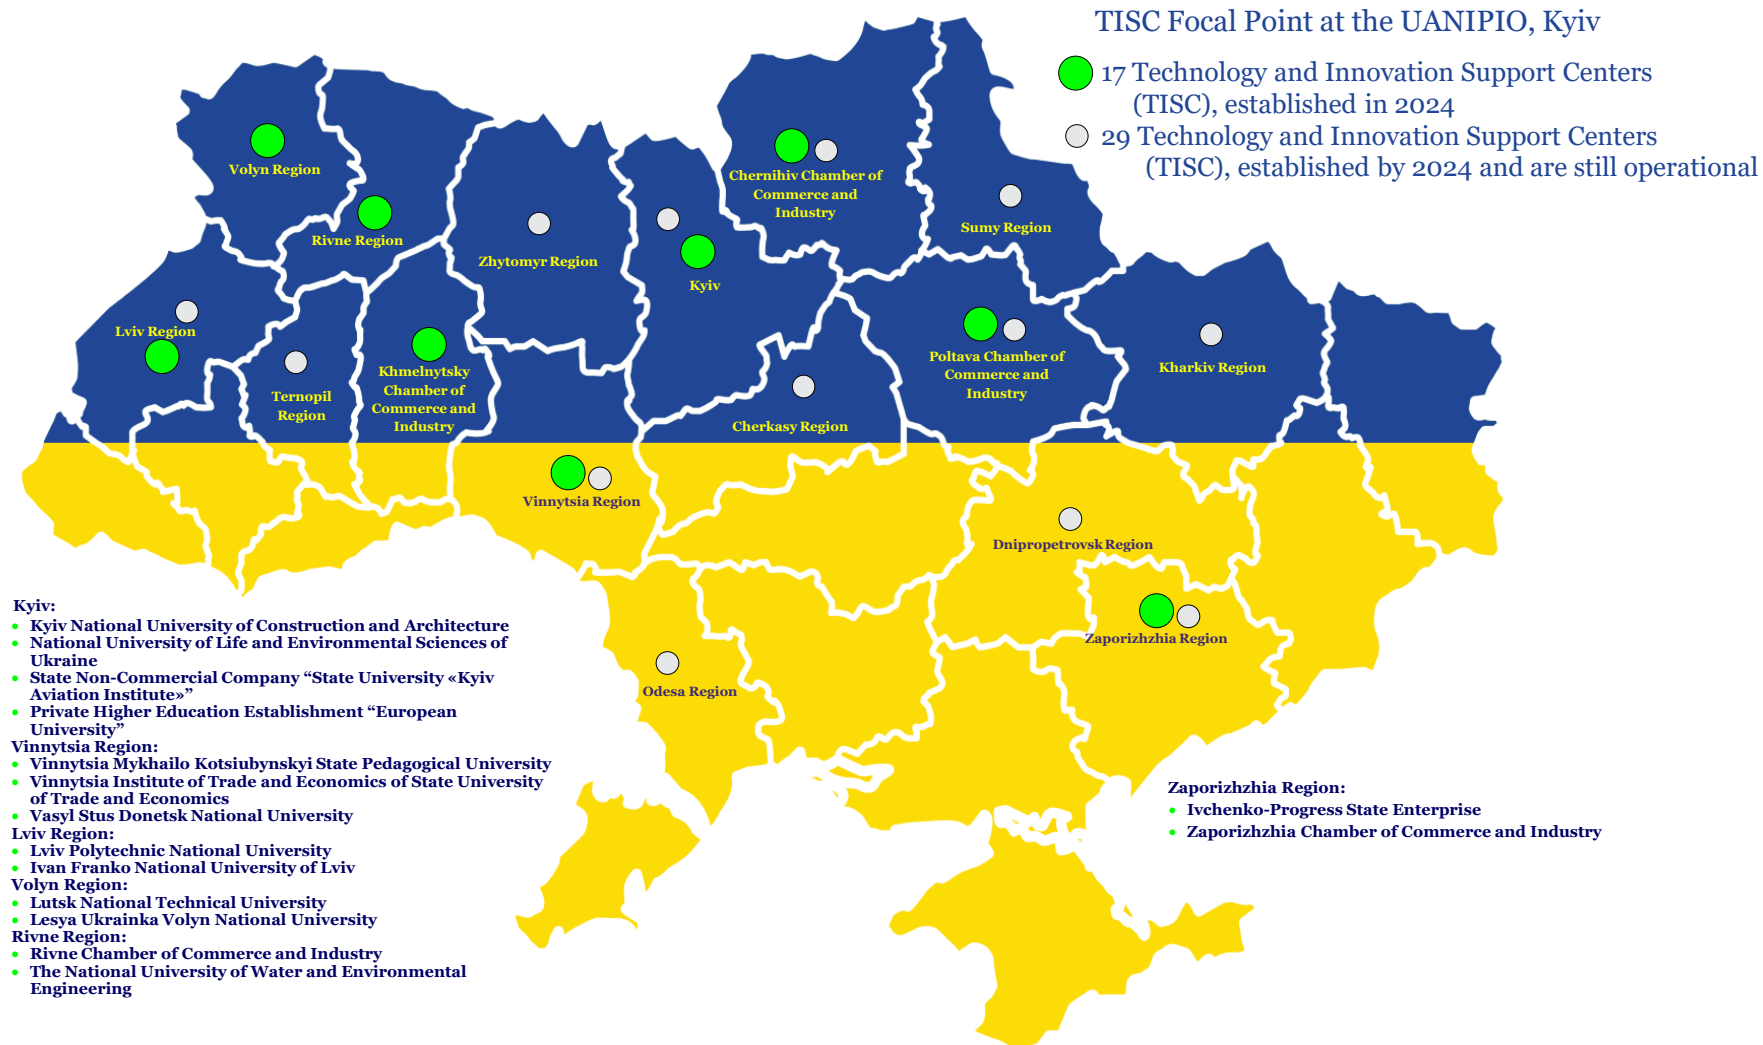 TISC Focal Point at the UANIPIO, Kyiv
17 Technology and Innovation Support Centers
(TISC), established in 2024
29 Technology and Innovation Support Centers
(TISC), established by 2024 and are still operational
Volyn Region
Rivne Region
Zhytomyr Region
Kyiv
Chernihiv Chamber of
Commerce and
Industry
Sumy Region
Lviv Region
Ternopil
Region
Khmelnytsky
Chamber of
Commerce and
Industry
Cherkasy Region
Poltava Chamber of
Commerce and
Industry
Kharkiv Region
Vinnytsia Region
Dnipropetrovsk Region
Zaporizhzhia Region
Odesa Region
Kyiv:
• Kyiv National University of Construction and Architecture
• National University of Life and Environmental Sciences of
Ukraine
• State Non-Commercial Company “State University «Kyiv
Aviation Institute»”
• Private Higher Education Establishment “European
University”
Vinnytsia Region:
• Vinnytsia Mykhailo Kotsiubynskyi State Pedagogical University
• Vinnytsia Institute of Trade and Economics of State University
of Trade and Economics
• Vasyl Stus Donetsk National University
Lviv Region:
• Lviv Polytechnic National University
• Ivan Franko National University of Lviv
Volyn Region:
• Lutsk National Technical University
• Lesya Ukrainka Volyn National University
Rivne Region:
• Rivne Chamber of Commerce and Industry
• The National University of Water and Environmental
Engineering
Zaporizhzhia Region:
• Ivchenko-Progress State Enterprise
• Zaporizhzhia Chamber of Commerce and Industry